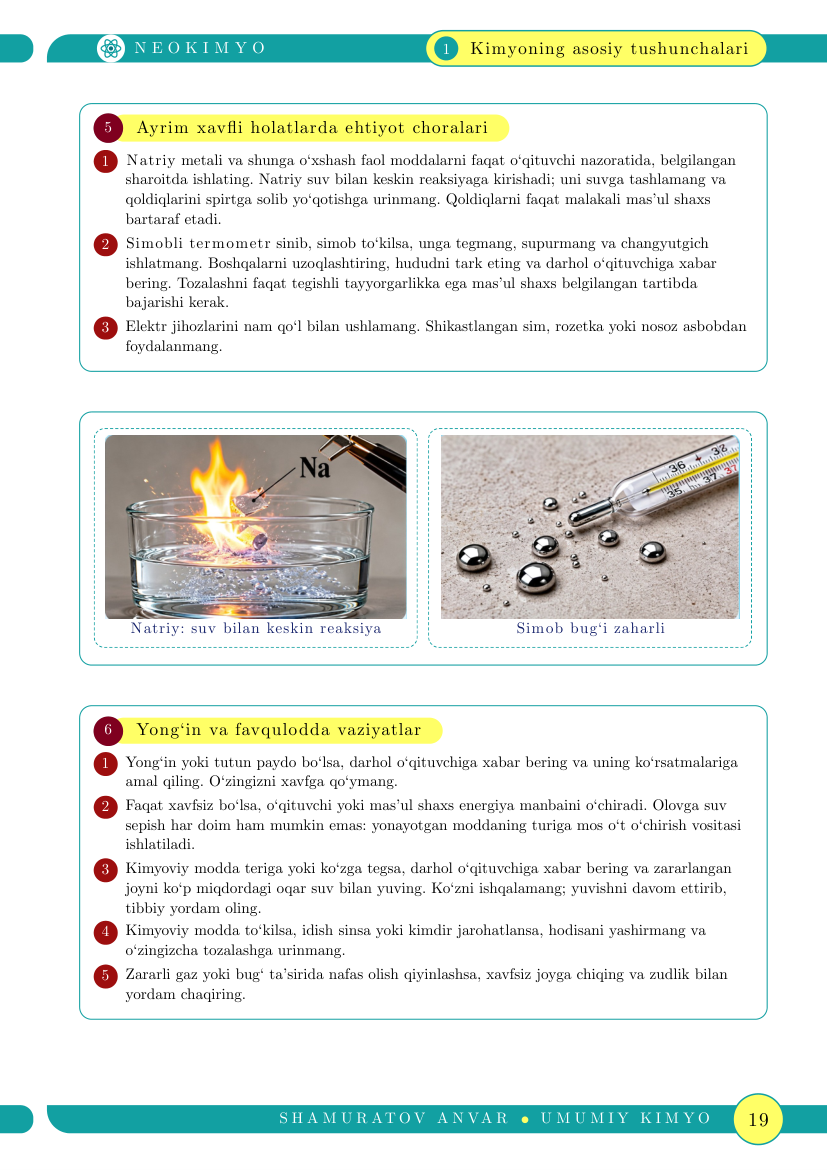 NEOKIMYO
1 Kimyoning asosiy tushunchalari
5 Ayrim xavfli holatlarda ehtiyot choralari
1 Natriy metali va shunga o‘xshash faol moddalarni faqat o‘qituvchi nazoratida, belgilangan
sharoitda ishlating. Natriy suv bilan keskin reaksiyaga kirishadi; uni suvga tashlamang va
qoldiqlarini spirtga solib yo‘qotishga urinmang. Qoldiqlarni faqat malakali mas’ul shaxs
bartaraf etadi.
2 Simobli termometr sinib, simob to‘kilsa, unga tegmang, supurmang va changyutgich
ishlatmang. Boshqalarni uzoqlashtiring, hududni tark eting va darhol o‘qituvchiga xabar
bering. Tozalashni faqat tegishli tayyorgarlikka ega mas’ul shaxs belgilangan tartibda
bajarishi kerak.
3 Elektr jihozlarini nam qo‘l bilan ushlamang. Shikastlangan sim, rozetka yoki nosoz asbobdan
foydalanmang.
Na
36 38
35 37 37
Natriy: suv bilan keskin reaksiya
Simob bug‘i zaharli
6 Yong‘in va favqulodda vaziyatlar
1 Yong‘in yoki tutun paydo bo‘lsa, darhol o‘qituvchiga xabar bering va uning ko‘rsatmalariga
amal qiling. O‘zingizni xavfga qo‘ymang.
2 Faqat xavfsiz bo‘lsa, o‘qituvchi yoki mas’ul shaxs energiya manbaini o‘chiradi. Olovga suv
sepish har doim ham mumkin emas: yonayotgan moddaning turiga mos o‘t o‘chirish vositasi
ishlatiladi.
3 Kimyoviy modda teriga yoki ko‘zga tegsa, darhol o‘qituvchiga xabar bering va zararlangan
joyni ko‘p miqdordagi oqar suv bilan yuving. Ko‘zni ishqalamang; yuvishni davom ettirib,
tibbiy yordam oling.
4 Kimyoviy modda to‘kilsa, idish sinsa yoki kimdir jarohatlansa, hodisani yashirmang va
o‘zingizcha tozalashga urinmang.
5 Zararli gaz yoki bug‘ ta’sirida nafas olish qiyinlashsa, xavfsiz joyga chiqing va zudlik bilan
yordam chaqiring.
SHAMURATOV ANVAR • UMUMIY KIMYO 19